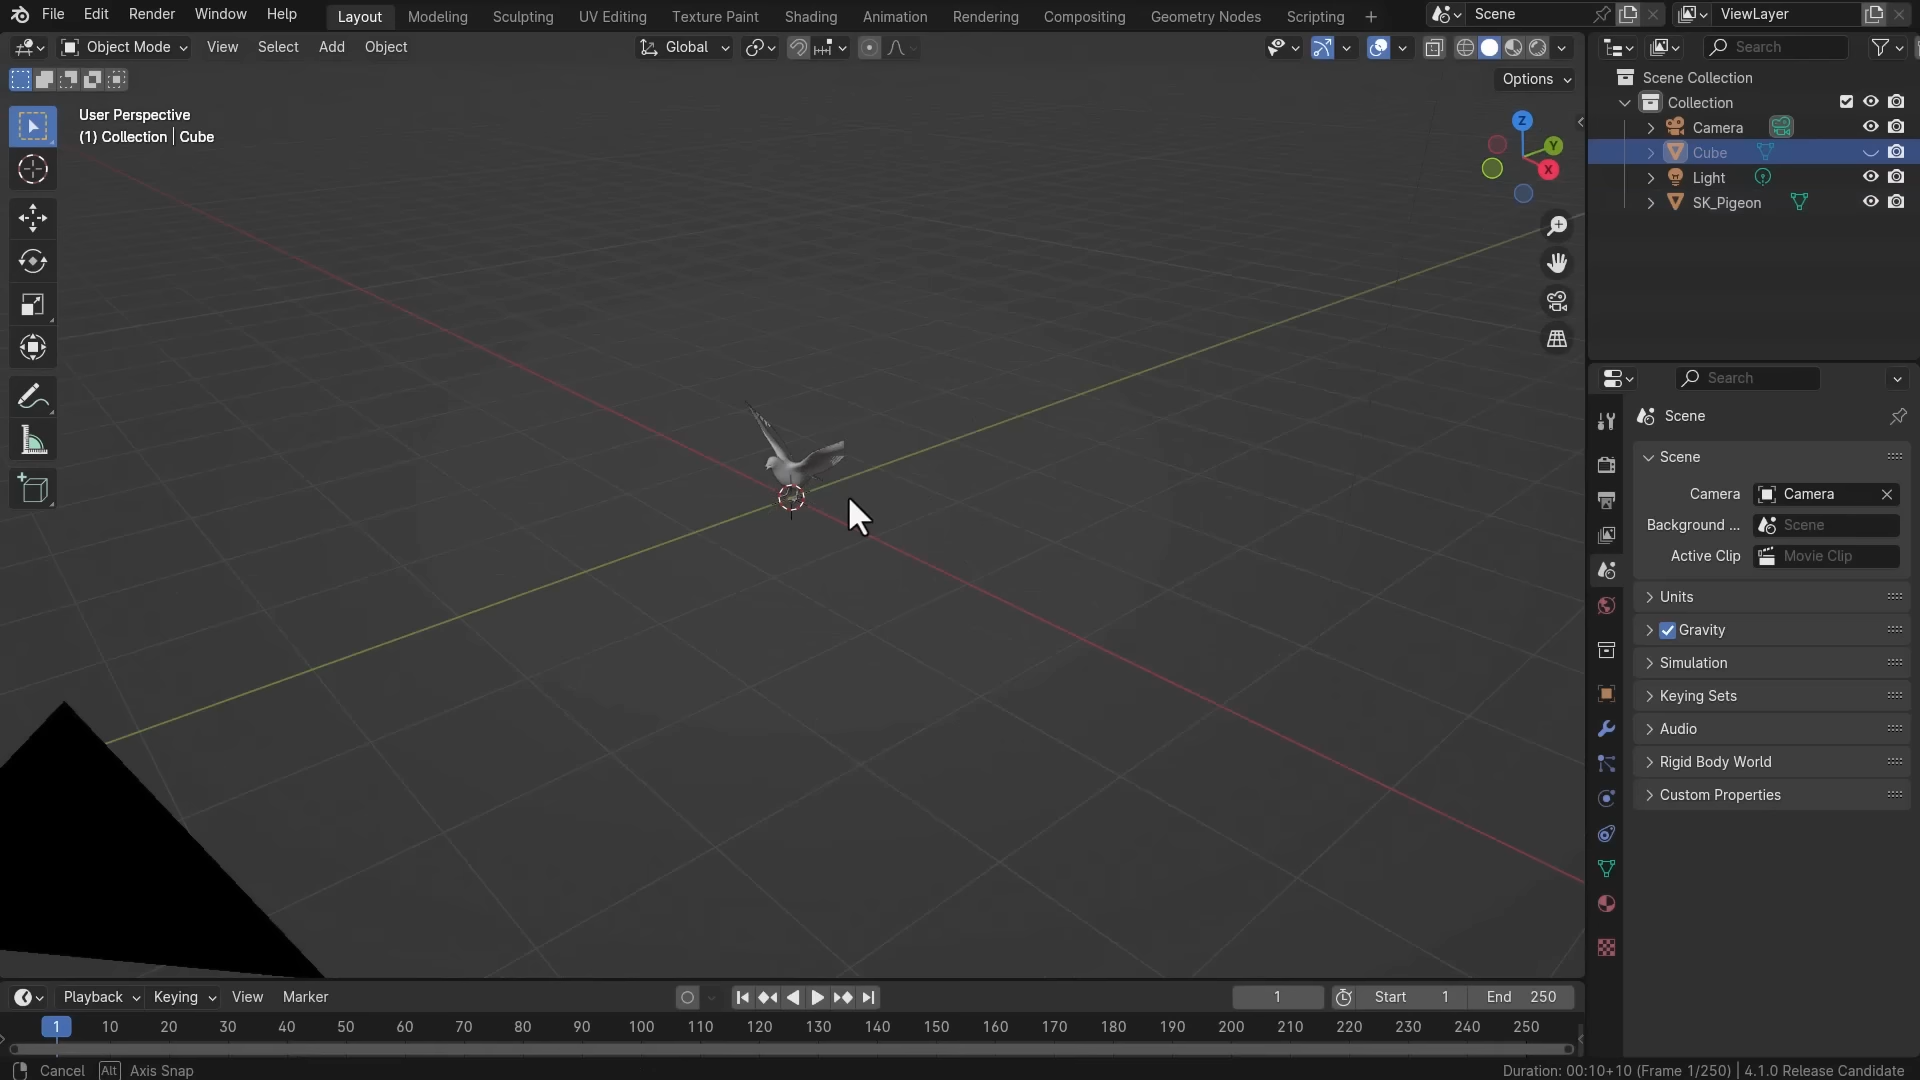 File Edit Render Window Help Layout Modeling Sculpting UV Editing Texture Paint Shading Animation Rendering Compositing Geometry Nodes Scripting + Scene ViewLayer
Object Mode View Select Add Object Global Search
Options
User Perspective
(1) Collection | Cube
Z
Y
X
Scene Collection
Collection
Camera
Cube
Light
SK_Pigeon
Search
Scene
Scene
Camera Camera
Background ... Scene
Active Clip Movie Clip
Units
Gravity
Simulation
Keying Sets
Audio
Rigid Body World
Custom Properties
Playback Keying View Marker 1 Start 1 End 250
1 10 20 30 40 50 60 70 80 90 100 110 120 130 140 150 160 170 180 190 200 210 220 230 240 250
Cancel Alt Axis Snap Duration: 00:10+10 (Frame 1/250) | 4.1.0 Release Candidate